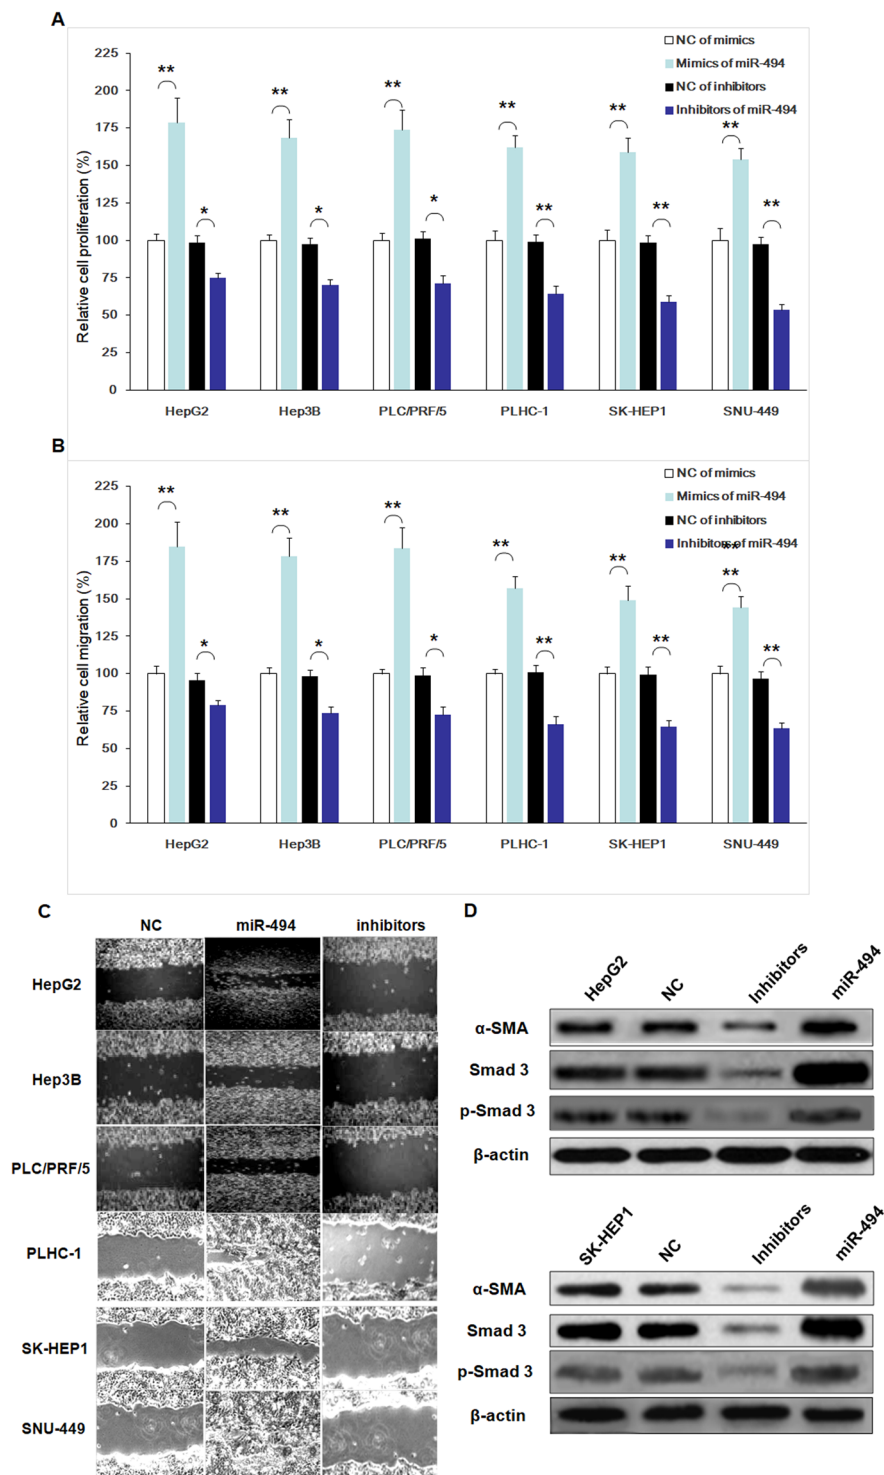 A
NC of mimics
Mimics of miR-494
NC of inhibitors
Inhibitors of miR-494
Relative cell proliferation (%)
225
200
175
150
125
100
75
50
25
0
** * ** * ** * ** ** ** ** ** **
HepG2 Hep3B PLC/PRF/5 PLHC-1 SK-HEP1 SNU-449
B
NC of mimics
Mimics of miR-494
NC of inhibitors
Inhibitors of miR-494
Relative cell migration (%)
225
200
175
150
125
100
75
50
25
0
** * ** * ** * ** ** ** ** ** ** **
HepG2 Hep3B PLC/PRF/5 PLHC-1 SK-HEP1 SNU-449
C
NC miR-494 inhibitors
HepG2
Hep3B
PLC/PRF/5
PLHC-1
SK-HEP1
SNU-449
D
HepG2 NC Inhibitors miR-494
α-SMA
Smad 3
p-Smad 3
β-actin
SK-HEP1 NC Inhibitors miR-494
α-SMA
Smad 3
p-Smad 3
β-actin